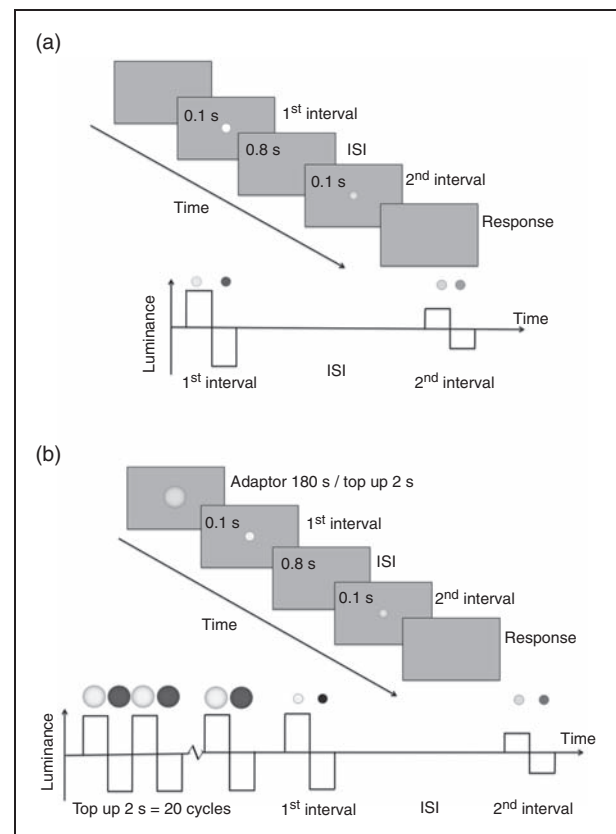 (a)
0.1 s
1st interval
0.8 s
ISI
0.1 s
2nd interval
Time
Response
Luminance
Time
1st interval
ISI
2nd interval
(b)
Adaptor 180 s / top up 2 s
0.1 s
1st interval
0.8 s
ISI
0.1 s
2nd interval
Time
Response
Luminance
Time
Top up 2 s = 20 cycles
1st interval
ISI
2nd interval